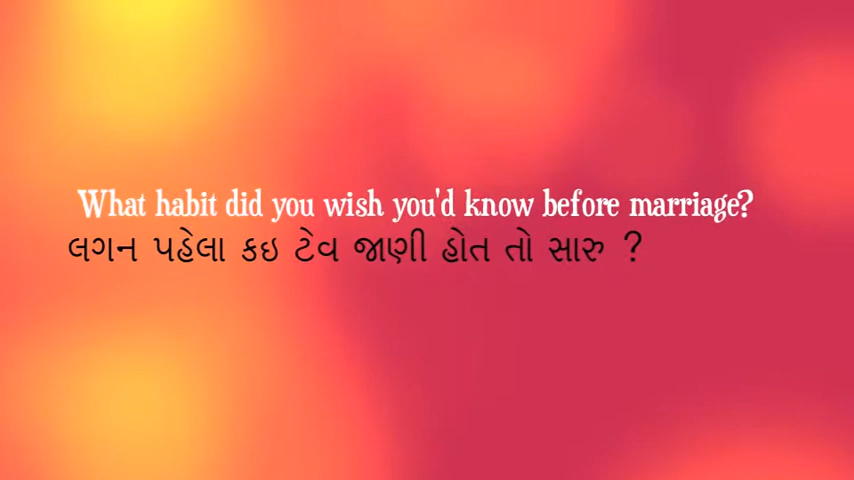 What habit did you wish you'd know before marriage?
લગન પહેલા કઇ ટેવ જાણી હોત તો સારુ ?